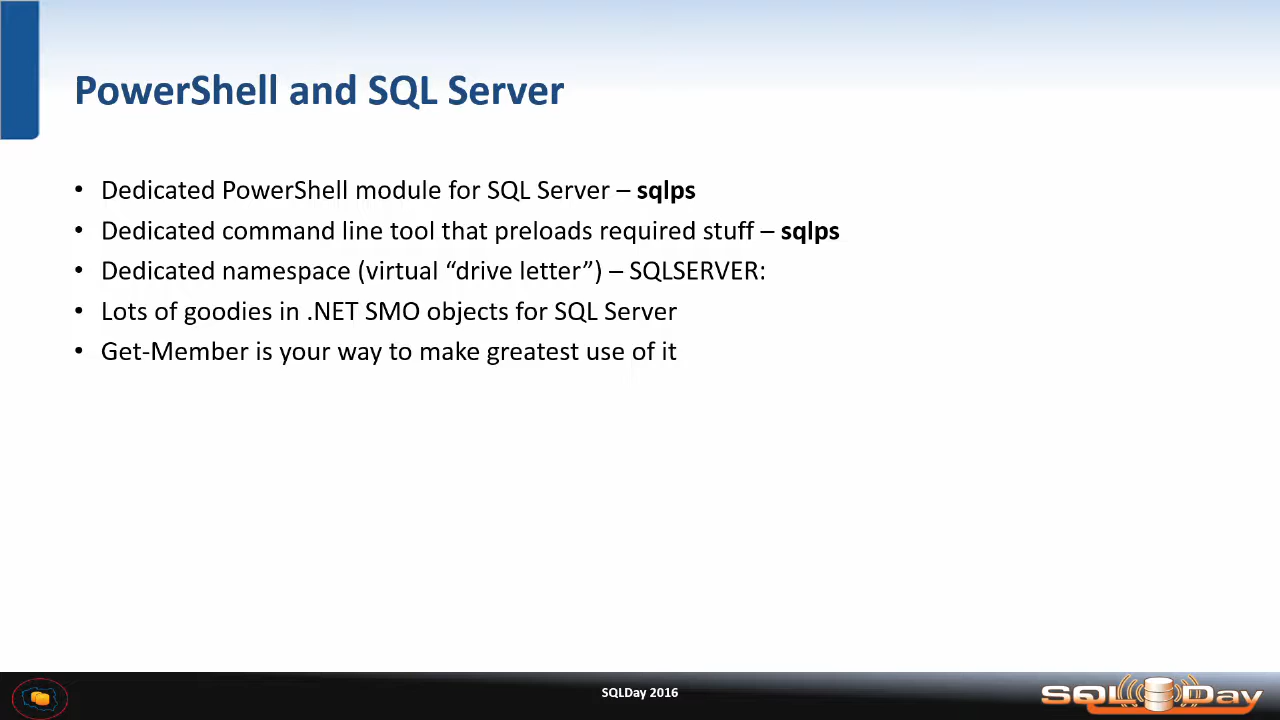 PowerShell and SQL Server
• Dedicated PowerShell module for SQL Server – sqlps
• Dedicated command line tool that preloads required stuff – sqlps
• Dedicated namespace (virtual “drive letter”) – SQLSERVER:
• Lots of goodies in .NET SMO objects for SQL Server
• Get-Member is your way to make greatest use of it
SQLDay 2016
SQL Day